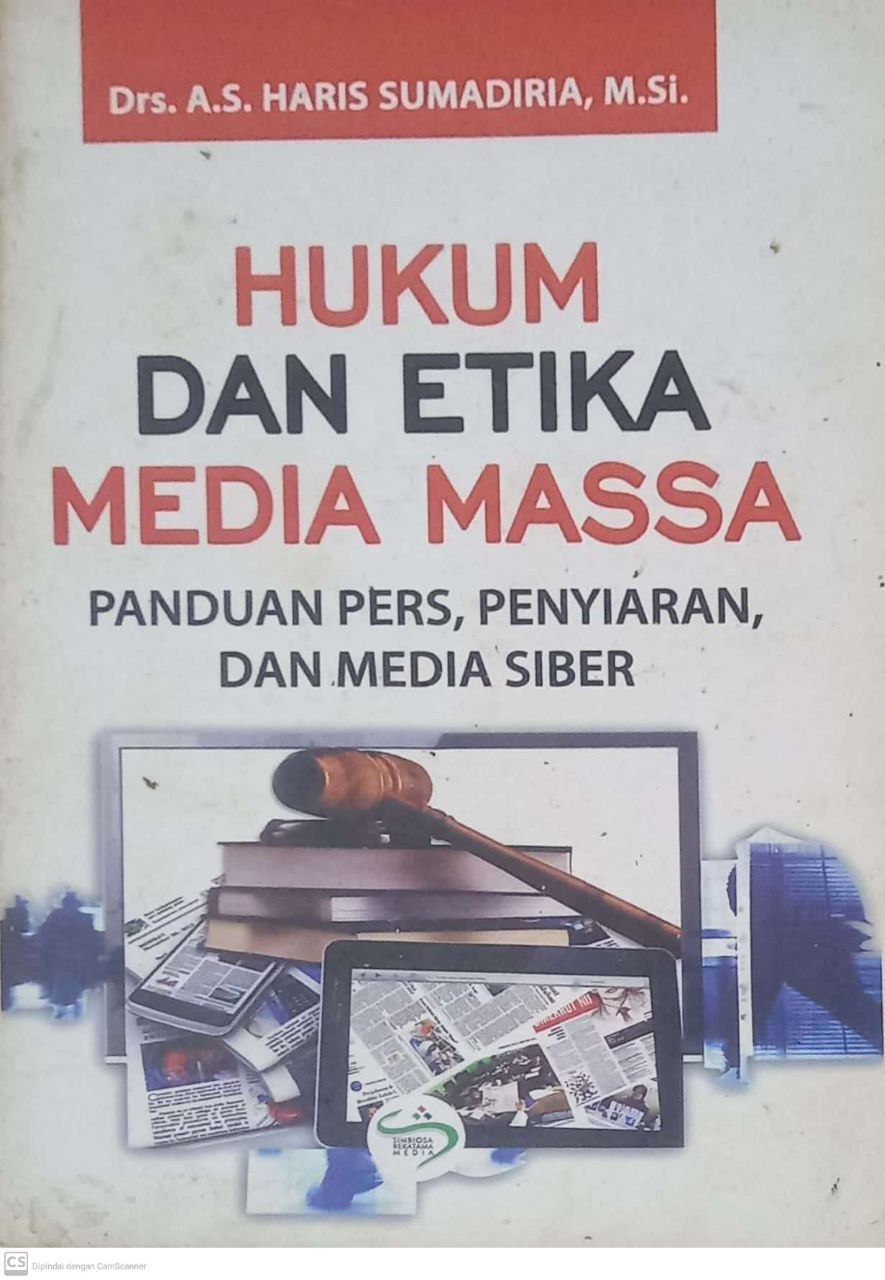 Drs. A.S. HARIS SUMADIRIA, M.Si.
HUKUM
DAN ETIKA
MEDIA MASSA
PANDUAN PERS, PENYIARAN,
DAN MEDIA SIBER
SIMBIOSA
REKATAMA
MEDIA
CS Dipindai dengan CamScanner